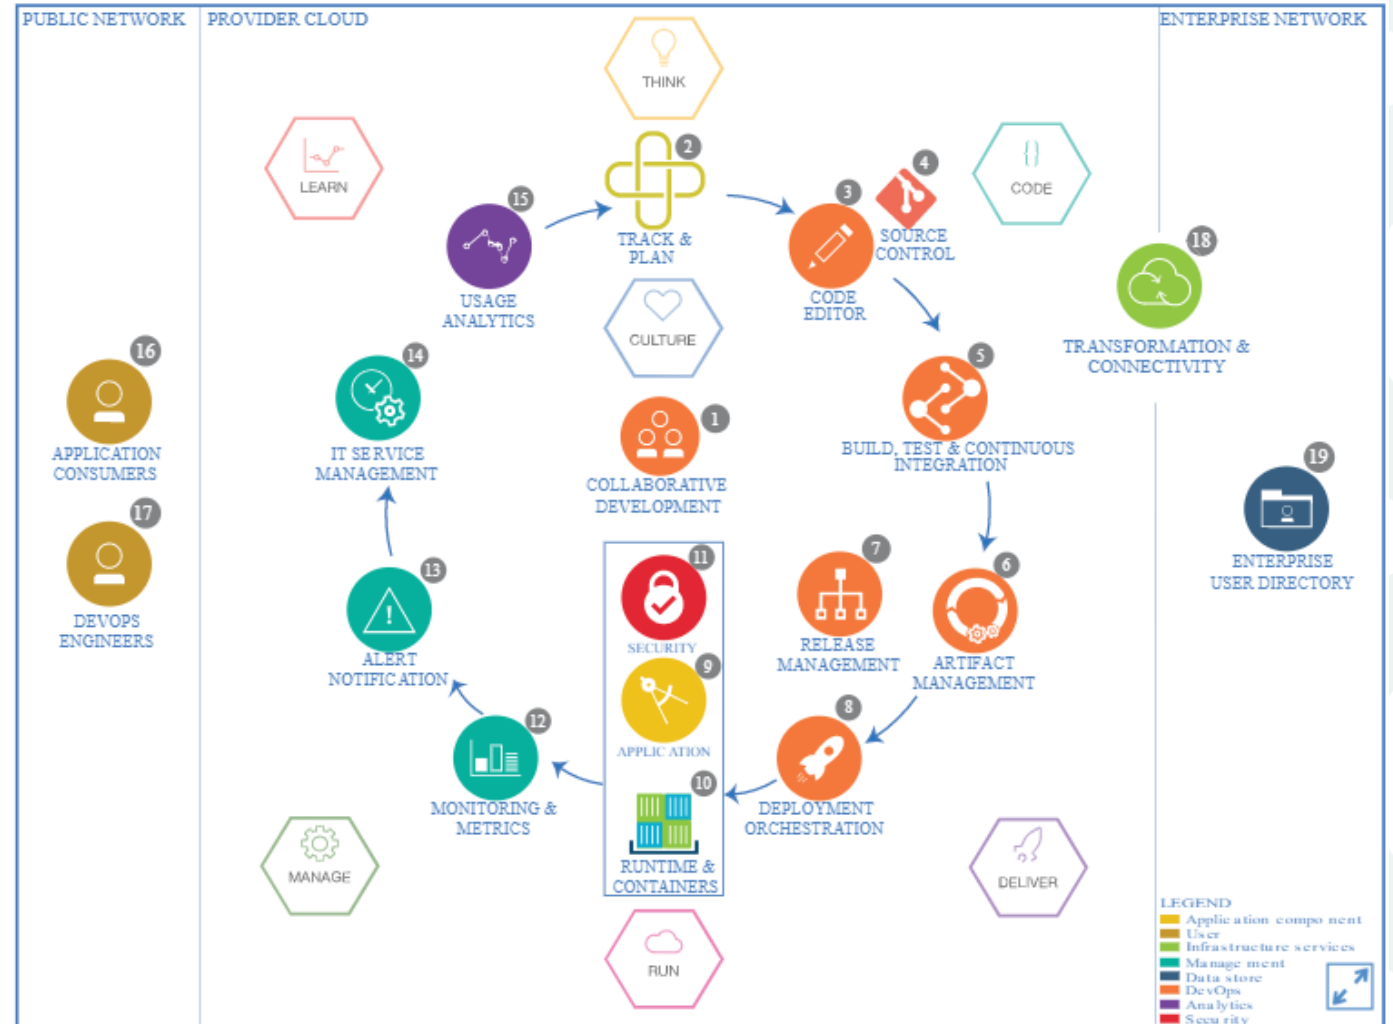 PUBLIC NETWORK
PROVIDER CLOUD
ENTERPRISE NETWORK
THINK
LEARN
CODE
2
TRACK &
PLAN
15
USAGE
ANALYTICS
3
CODE
EDITOR
4
SOURCE
CONTROL
18
TRANSFORMATION &
CONNECTIVITY
CULTURE
16
APPLICATION
CONSUMERS
14
IT SERVICE
MANAGEMENT
1
COLLABORATIVE
DEVELOPMENT
5
BUILD, TEST & CONTINUOUS
INTEGRATION
19
ENTERPRISE
USER DIRECTORY
17
DEVOPS
ENGINEERS
13
ALERT
NOTIFICATION
11
SECURITY
7
RELEASE
MANAGEMENT
6
ARTIFACT
MANAGEMENT
9
APPLICATION
12
MONITORING &
METRICS
10
RUNTIME &
CONTAINERS
8
DEPLOYMENT
ORCHESTRATION
MANAGE
DELIVER
RUN
LEGEND
Application component
User
Infrastructure services
Management
Data store
DevOps
Analytics
Security